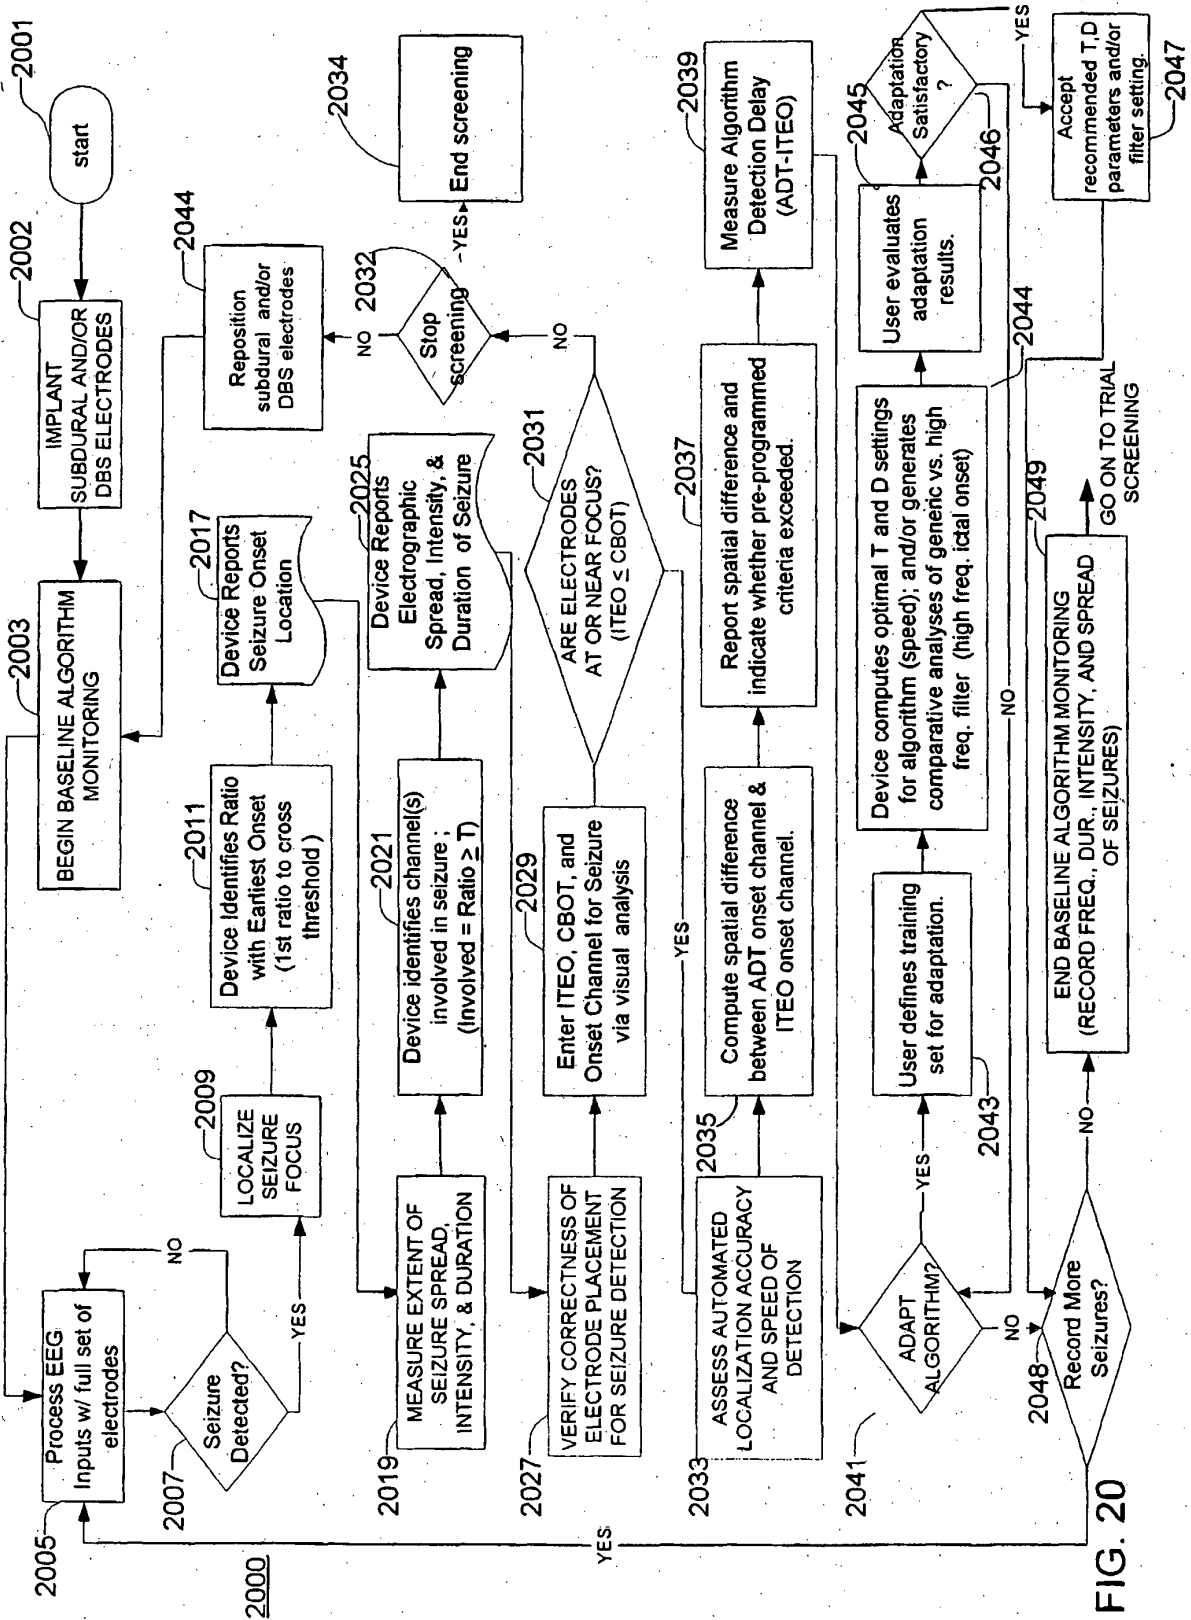 2001
start
2002
IMPLANT
SUBDURAL AND/OR
DBS ELECTRODES
2003
BEGIN BASELINE ALGORITHM
MONITORING
2005
Process EEG
Inputs w/ full set of
electrodes
2007
Seizure
Detected?
NO
YES
2000
2009
LOCALIZE
SEIZURE
FOCUS
2011
Device Identifies Ratio
with Earliest Onset
(1st ratio to cross
threshold )
2017
Device Reports
Seizure Onset
Location
2044
Reposition
subdural and/or
DBS electrodes
2034
End screening
YES
2032
Stop
screening
NO
2019
MEASURE EXTENT OF
SEIZURE SPREAD,
INTENSITY, & DURATION
2021
Device identifies channel(s)
involved in seizure ;
(Involved = Ratio ≥ T)
2025
Device Reports
Electrographic
Spread, Intensity, &
Duration of Seizure
2027
VERIFY CORRECTNESS OF
ELECTRODE PLACEMENT
FOR SEIZURE DETECTION
2029
Enter ITEO, CBOT, and
Onset Channel for Seizure
via visual analysis
2031
ARE ELECTRODES
AT OR NEAR FOCUS?
(ITEO ≤ CBOT)
NO
YES
2033
ASSESS AUTOMATED
LOCALIZATION ACCURACY
AND SPEED OF
DETECTION
2035
Compute spatial difference
between ADT onset channel &
ITEO onset channel.
2037
Report spatial difference and
indicate whether pre-programmed
criteria exceeded.
2039
Measure Algorithm
Detection Delay
(ADT-ITEO)
2041
ADAPT
ALGORITHM?
YES
NO
2043
User defines training
set for adaptation.
2044
Device computes optimal T and D settings
for algorithm (speed); and/or generates
comparative analyses of generic vs. high
freq. filter (high freq. ictal onset)
2045
User evaluates
adaptation
results.
2046
Adaptation
Satisfactory
?
YES
NO
2047
Accept
recommended T,D
parameters and/or
filter setting.
2048
Record More
Seizures?
NO
YES
2049
END BASELINE ALGORITHM MONITORING
(RECORD FREQ., DUR., INTENSITY, AND SPREAD
OF SEIZURES)
GO ON TO TRIAL
SCREENING
FIG. 20